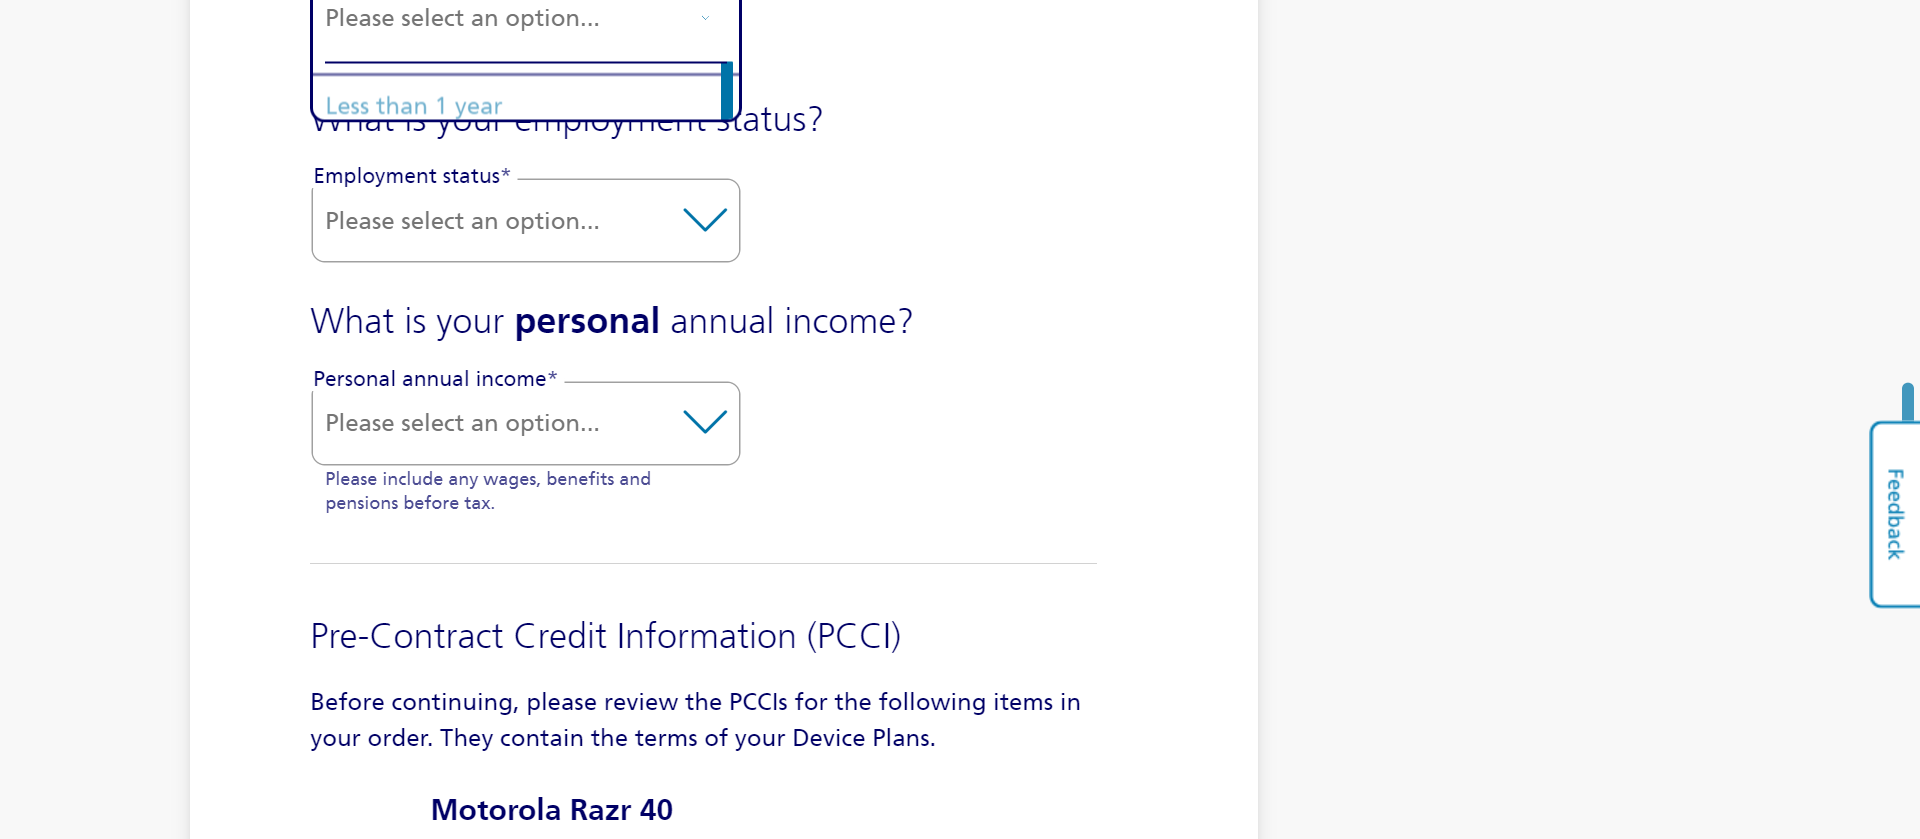 Please select an option...
Less than 1 year
What is your employment status?
Employment status*
Please select an option...
What is your personal annual income?
Personal annual income*
Please select an option...
Please include any wages, benefits and
pensions before tax.
Feedback
Pre-Contract Credit Information (PCCI)
Before continuing, please review the PCCIs for the following items in
your order. They contain the terms of your Device Plans.
Motorola Razr 40